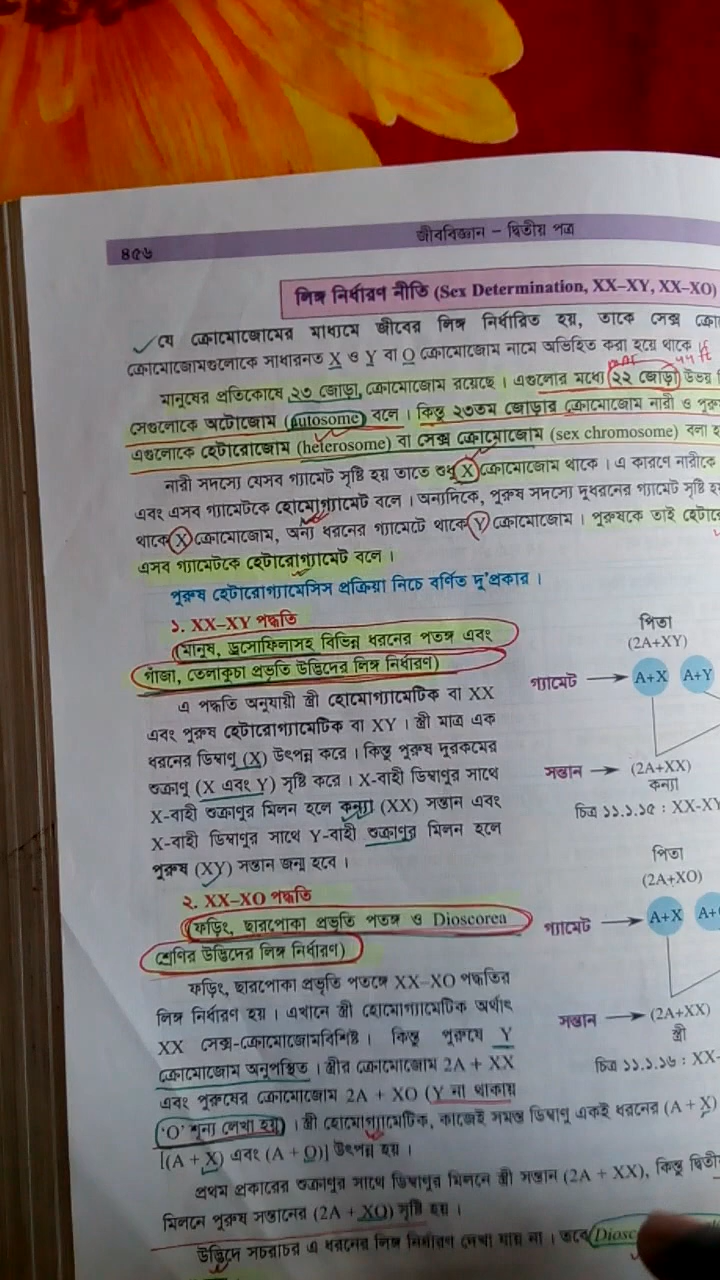 ৪৫৬
জীববিজ্ঞান – দ্বিতীয় পত্র
লিঙ্গ নির্ধারণ নীতি (Sex Determination, XX–XY, XX–XO)
যে ক্রোমোজোমের মাধ্যমে জীবের লিঙ্গ নির্ধারিত হয়, তাকে সেক্স
ক্রোমোজোমগুলোকে সাধারনত X ও Y বা O ক্রোমোজোম নামে অভিহিত করা হয়ে থাকে।
মানুষের প্রতিকোষে ২৩ জোড়া ক্রোমোজোম রয়েছে। এগুলোর মধ্যে ২২ জোড়া উভয়
সেগুলোকে অটোজোম (autosome) বলে। কিন্তু ২৩তম জোড়ার ক্রোমোজোম নারী ও
এগুলোকে হেটারোজোম (heterosome) বা সেক্স ক্রোমোজোম (sex chromosome) বলা
নারী সদস্যে যেসব গ্যামেট সৃষ্টি হয় তাতে শুধু X ক্রোমোজোম থাকে। এ কারণে নারীকে
এবং এসব গ্যামেটকে হোমোগ্যামেট বলে। অন্যদিকে, পুরুষ সদস্যে দুধরনের গ্যামেট সৃষ্টি
থাকে X ক্রোমোজোম, অন্য ধরনের গ্যামেটে থাকে Y ক্রোমোজোম। পুরুষকে তাই
এসব গ্যামেটকে হেটারোগ্যামেট বলে।
পুরুষ হেটারোগ্যামেসিস প্রক্রিয়া নিচে বর্ণিত দু'প্রকার।
১. XX–XY পদ্ধতি
(মানুষ, ড্রসোফিলাসহ বিভিন্ন ধরনের পতঙ্গ এবং
গাঁজা, তেলাকুচা প্রভৃতি উদ্ভিদের লিঙ্গ নির্ধারণ)
এ পদ্ধতি অনুযায়ী স্ত্রী হোমোগ্যামেটিক বা XX
এবং পুরুষ হেটারোগ্যামেটিক বা XY। স্ত্রী মাত্র এক
ধরনের ডিম্বাণু (X) উৎপন্ন করে। কিন্তু পুরুষ দুরকমের
শুক্রাণু (X এবং Y) সৃষ্টি করে। X-বাহী ডিম্বাণুর সাথে
X-বাহী শুক্রাণুর মিলন হলে কন্যা (XX) সন্তান এবং
X-বাহী ডিম্বাণুর সাথে Y-বাহী শুক্রাণুর মিলন হলে
পুরুষ (XY) সন্তান জন্ম হবে।
পিতা
(2A+XY)
গ্যামেট
A+X A+Y
সন্তান
(2A+XX)
কন্যা
চিত্র ১১.১.১৫ : XX-XY
২. XX–XO পদ্ধতি
(ফড়িং, ছারপোকা প্রভৃতি পতঙ্গ ও Dioscorea
শ্রেণির উদ্ভিদের লিঙ্গ নির্ধারণ)
ফড়িং, ছারপোকা প্রভৃতি পতঙ্গে XX–XO পদ্ধতির
লিঙ্গ নির্ধারণ হয়। এখানে স্ত্রী হোমোগ্যামেটিক অর্থাৎ
XX সেক্স-ক্রোমোজোমবিশিষ্ট। কিন্তু পুরুষে Y
ক্রোমোজোম অনুপস্থিত। স্ত্রীর ক্রোমোজোম 2A + XX
এবং পুরুষের ক্রোমোজোম 2A + XO (Y না থাকায়
পিতা
(2A+XO)
গ্যামেট
A+X
সন্তান
(2A+XX)
স্ত্রী
চিত্র ১১.১.১৬ : XX-
'O' শূন্য লেখা হয়)। স্ত্রী হোমোগ্যামেটিক, কাজেই সমস্ত ডিম্বাণু একই ধরনের (A + X)
[(A + X) এবং (A + O)] উৎপন্ন হয়।
প্রথম প্রকারের শুক্রাণুর সাথে ডিম্বাণুর মিলনে স্ত্রী সন্তান (2A + XX), কিন্তু
মিলনে পুরুষ সন্তানের (2A + XO) সৃষ্টি হয়।
উদ্ভিদে সচরাচর এ ধরনের লিঙ্গ নির্ধারণ দেখা যায় না। তবে